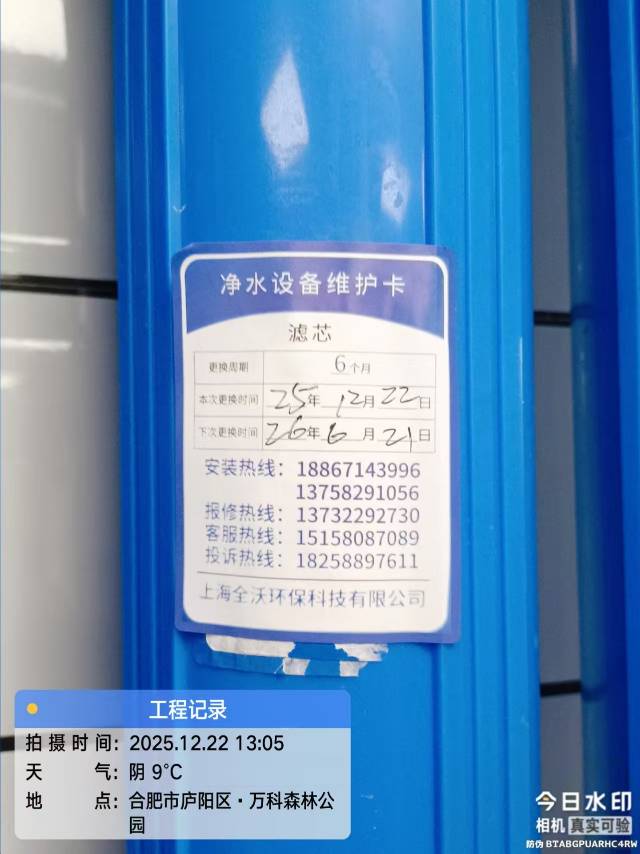 净水设备维护卡
滤芯
更换周期 6个月
本次更换时间 25年 12月 22日
下次更换时间 26年 6月 21日
安装热线：18867143996
13758291056
报修热线：13732292730
客服热线：15158087089
投诉热线：18258897611
上海全沃环保科技有限公司
工程记录
拍摄时间：2025.12.22 13:05
天气：阴 9℃
地点：合肥市庐阳区·万科森林公
园
今日水印
相机 真实可验
防伪 BTABGPUARHC4RW